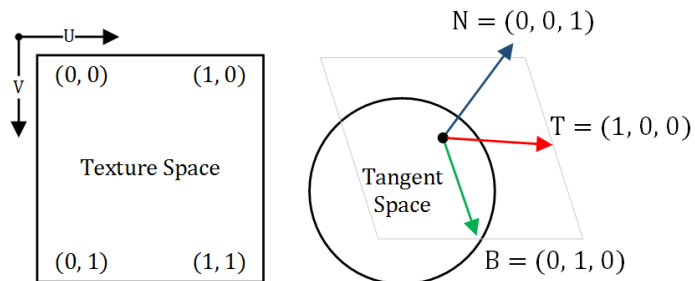 U
V
(0, 0)
(1, 0)
Texture Space
(0, 1)
(1, 1)
N = (0, 0, 1)
T = (1, 0, 0)
Tangent
Space
B = (0, 1, 0)